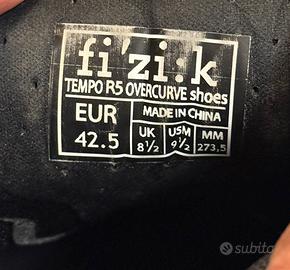 fi'zi:k
TEMPO R5 OVERCURVE shoes
EUR
42.5
MADE IN CHINA
UK
8½
USM
9½
MM
273,5
subito